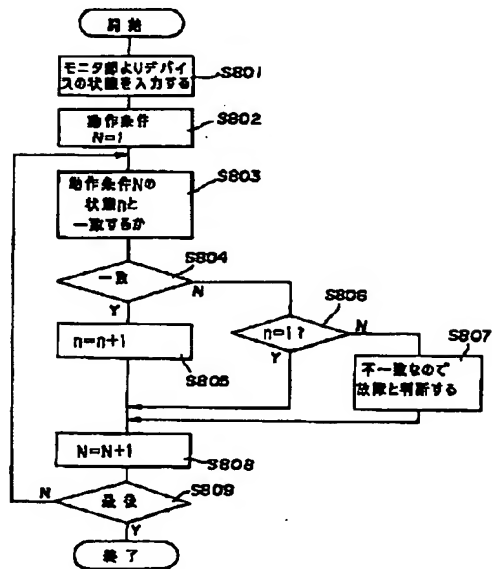 開始
モニタ部よりデバイ
スの状態を入力する
S801
動作条件
N=1
S802
動作条件Nの
状態nと
一致するか
S803
一致
S804
N
Y
n=n+1
S805
n=1?
S806
N
Y
不一致なので
故障と判断する
S807
N=N+1
S808
最後
S809
N
Y
終了